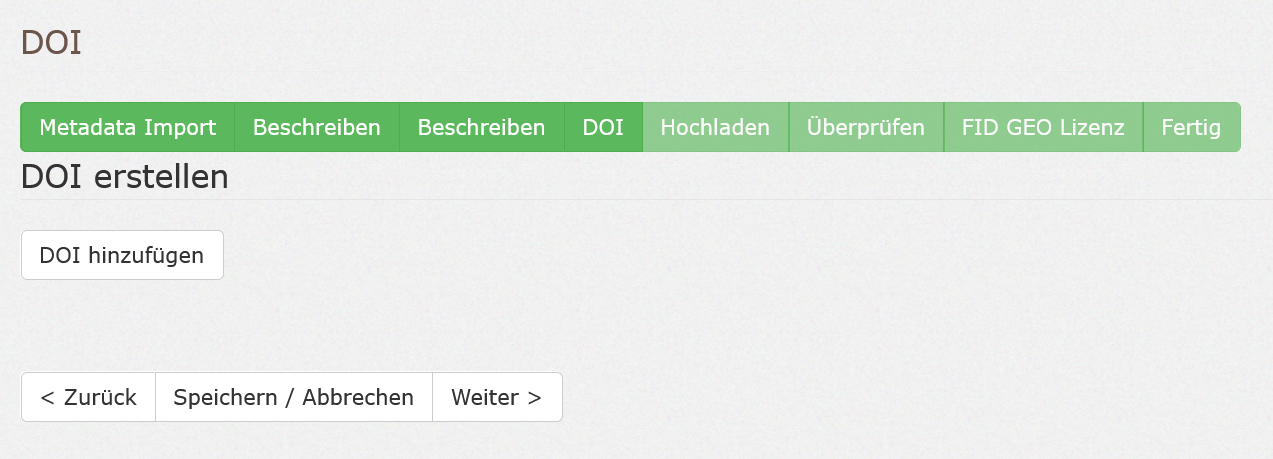 DOI
Metadata Import Beschreiben Beschreiben DOI Hochladen Überprüfen FID GEO Lizenz Fertig
DOI erstellen
DOI hinzufügen
< Zurück Speichern / Abbrechen Weiter >